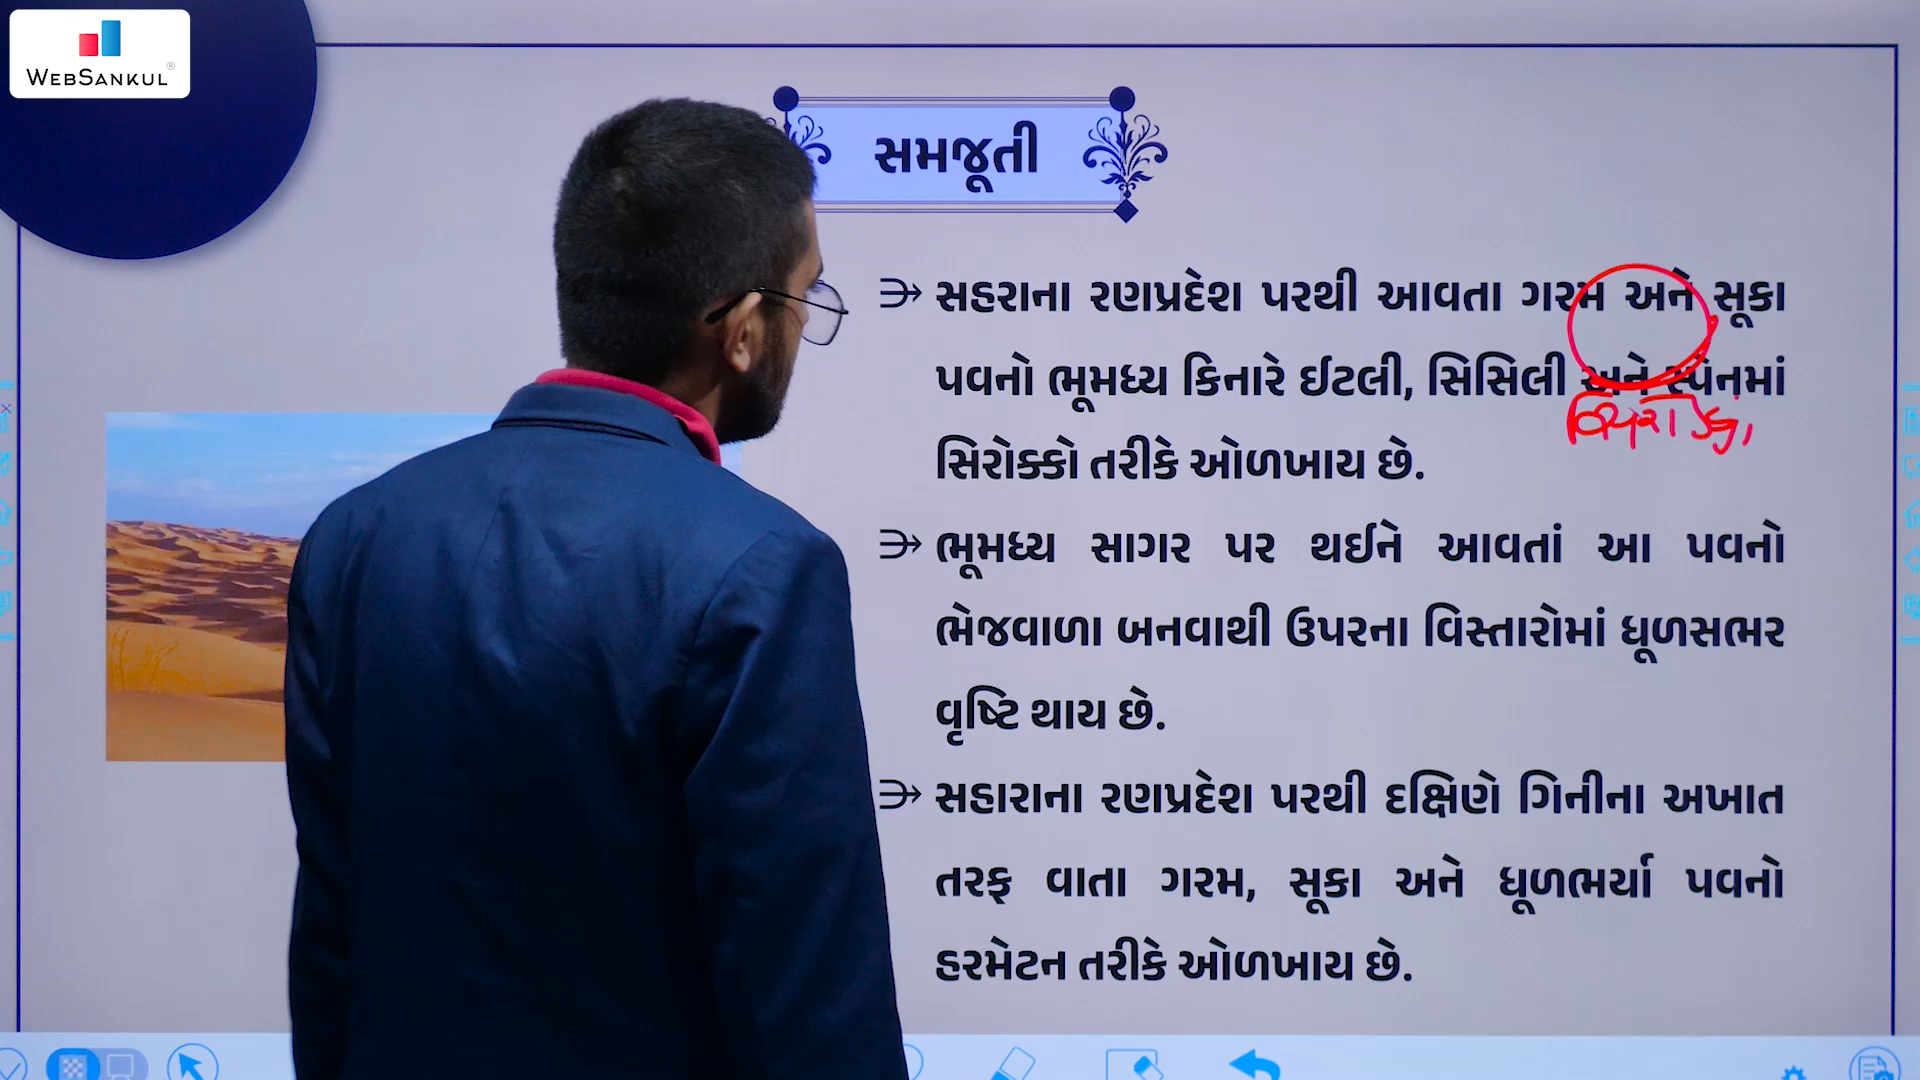 WEBSANKUL®
સમજૂતી
સહરાના રણપ્રદેશ પરથી આવતા ગરમ અને સૂકા
પવનો ભૂમધ્ય કિનારે ઈટલી, સિસિલી અને સ્પેનમાં
સિરોક્કો તરીકે ઓળખાય છે.
ભૂમધ્ય સાગર પર થઈને આવતાં આ પવનો
ભેજવાળા બનવાથી ઉપરના વિસ્તારોમાં ધૂળસભર
વૃષ્ટિ થાય છે.
સહારાના રણપ્રદેશ પરથી દક્ષિણે ગિનીના અખાત
તરફ વાતા ગરમ, સૂકા અને ધૂળભર્યા પવનો
હરમેટન તરીકે ઓળખાય છે.